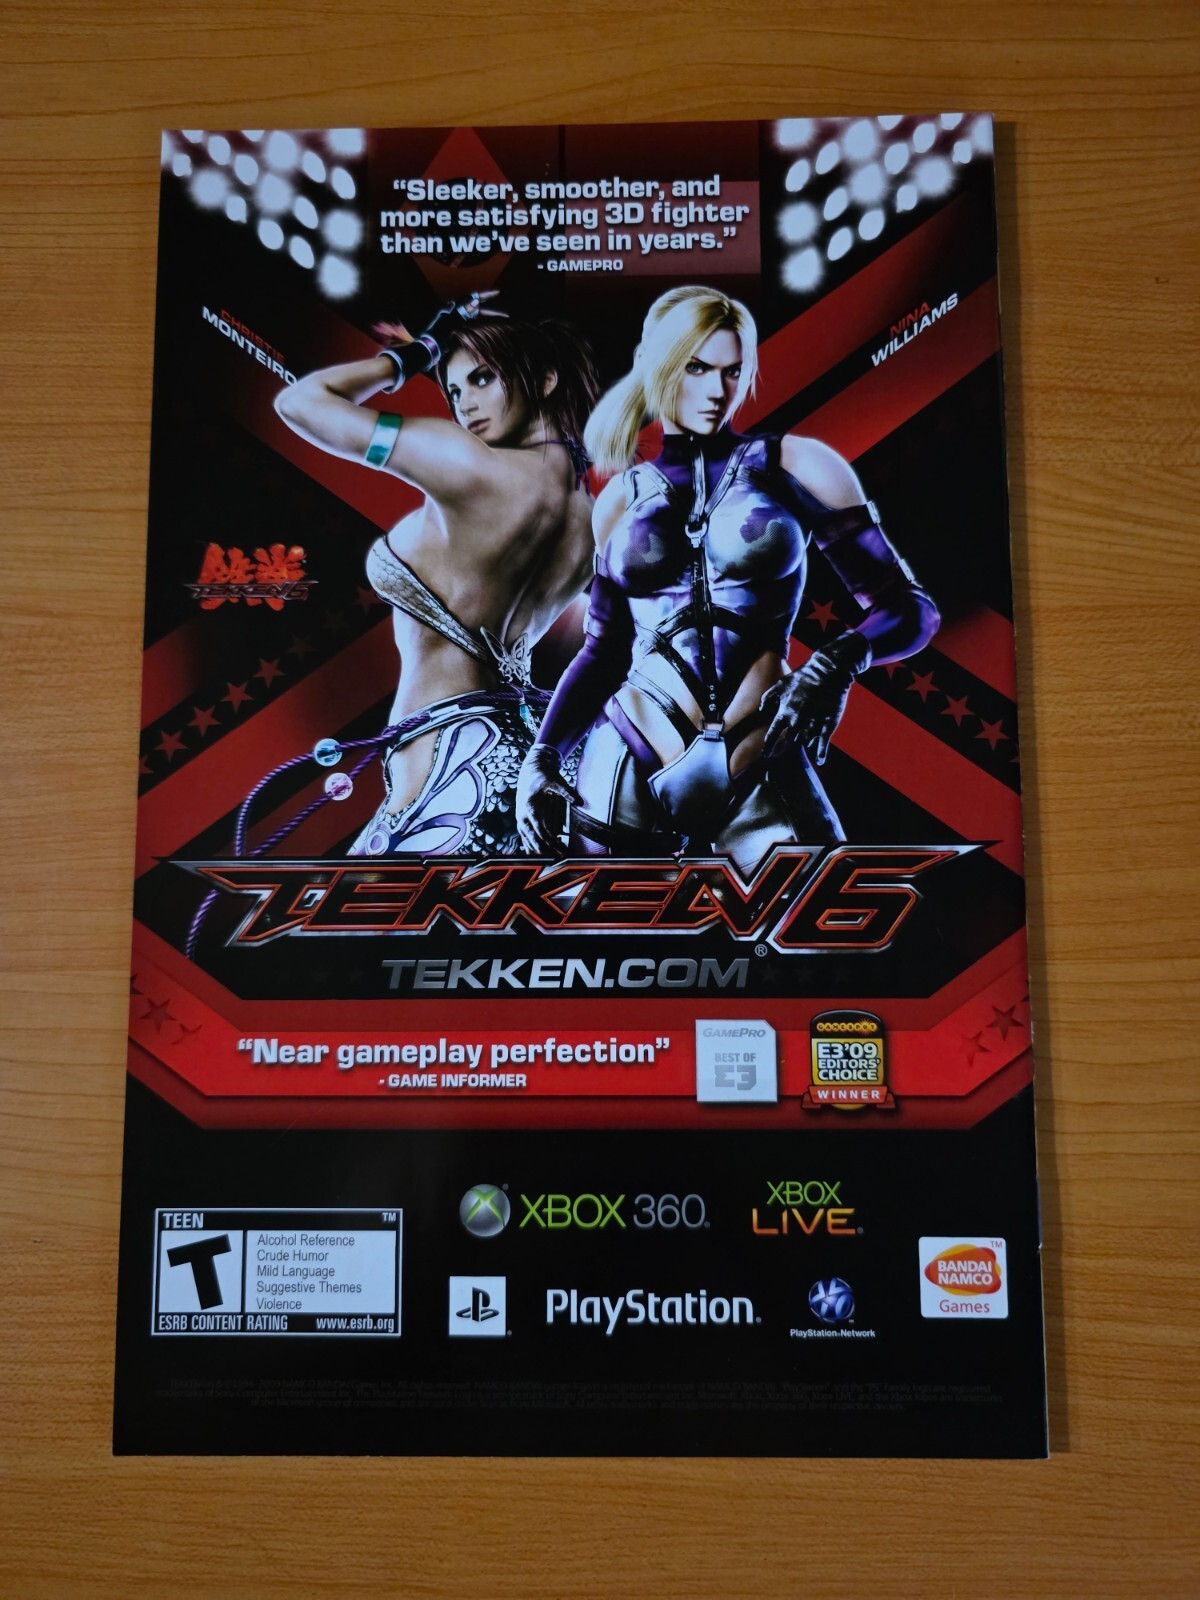 “Sleeker, smoother, and
more satisfying 3D fighter
than we've seen in years.”
- GAMEPRO
CHRISTIE
MONTEIRO
NINA
WILLIAMS
鉄拳
TEKKEN 6
TEKKEN 6®
TEKKEN.COM
“Near gameplay perfection”
- GAME INFORMER
GAMEPRO
BEST OF
E3
GAMESPOT
E3'09
EDITORS'
CHOICE
WINNER
XBOX 360®
XBOX
LIVE®
TEEN ™
T
Alcohol Reference
Crude Humor
Mild Language
Suggestive Themes
Violence
ESRB CONTENT RATING www.esrb.org
PlayStation®
PlayStation®Network
BANDAI
NAMCO
™
Games